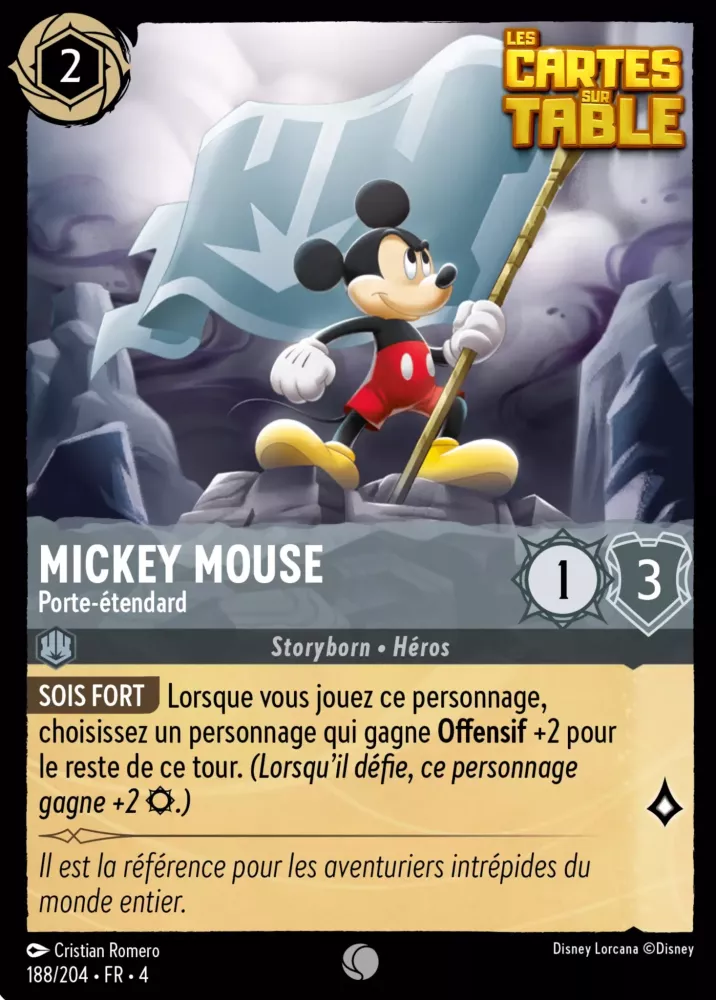 2
LES
CARTES
SUR
TABLE
MICKEY MOUSE
Porte-étendard
1
3
Storyborn • Héros
SOIS FORT Lorsque vous jouez ce personnage,
choisissez un personnage qui gagne Offensif +2 pour
le reste de ce tour. (Lorsqu'il défie, ce personnage
gagne +2 .)
Il est la référence pour les aventuriers intrépides du
monde entier.
Cristian Romero
Disney Lorcana ©Disney
188/204 • FR • 4